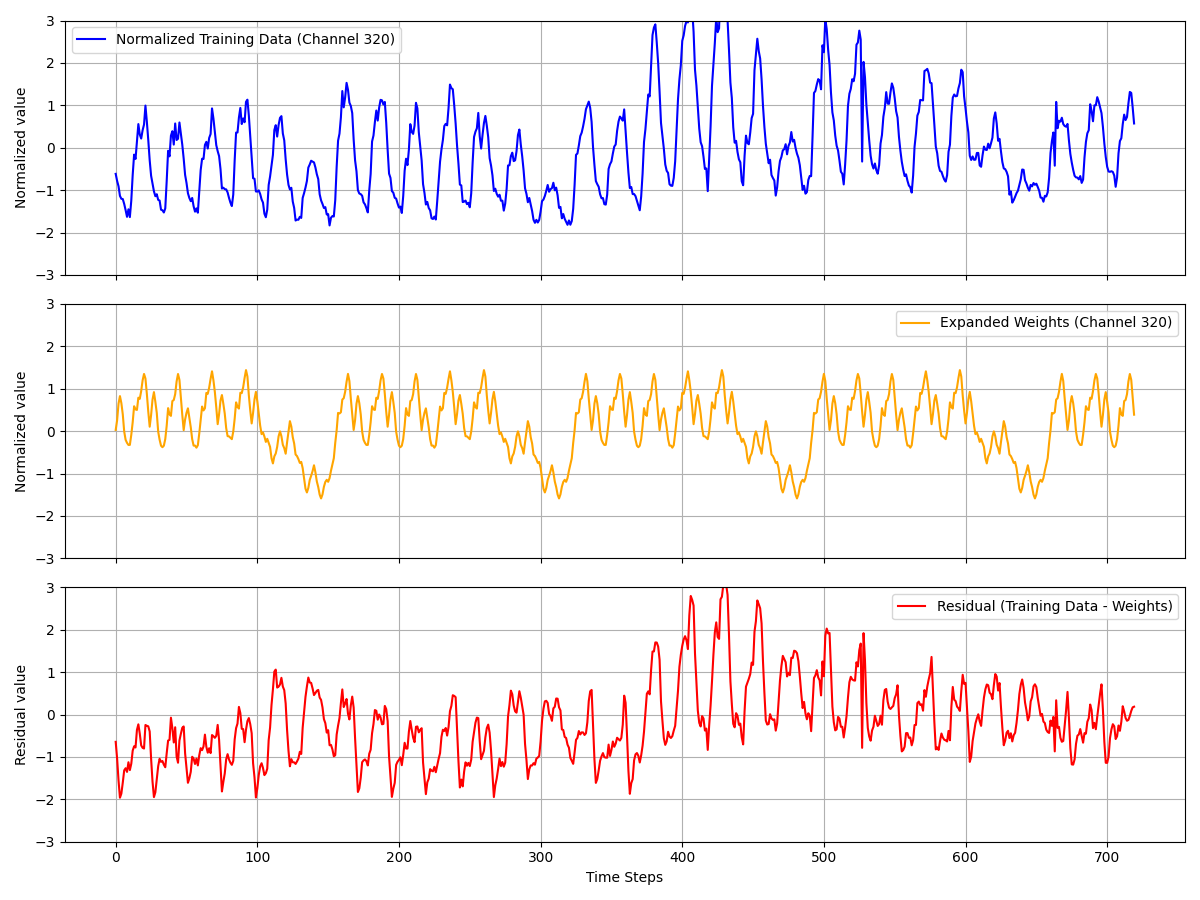 3
2
1
0
−1
−2
−3
Normalized value
Normalized Training Data (Channel 320)
3
2
1
0
−1
−2
−3
Normalized value
Expanded Weights (Channel 320)
3
2
1
0
−1
−2
−3
Residual value
Residual (Training Data - Weights)
0 100 200 300 400 500 600 700
Time Steps